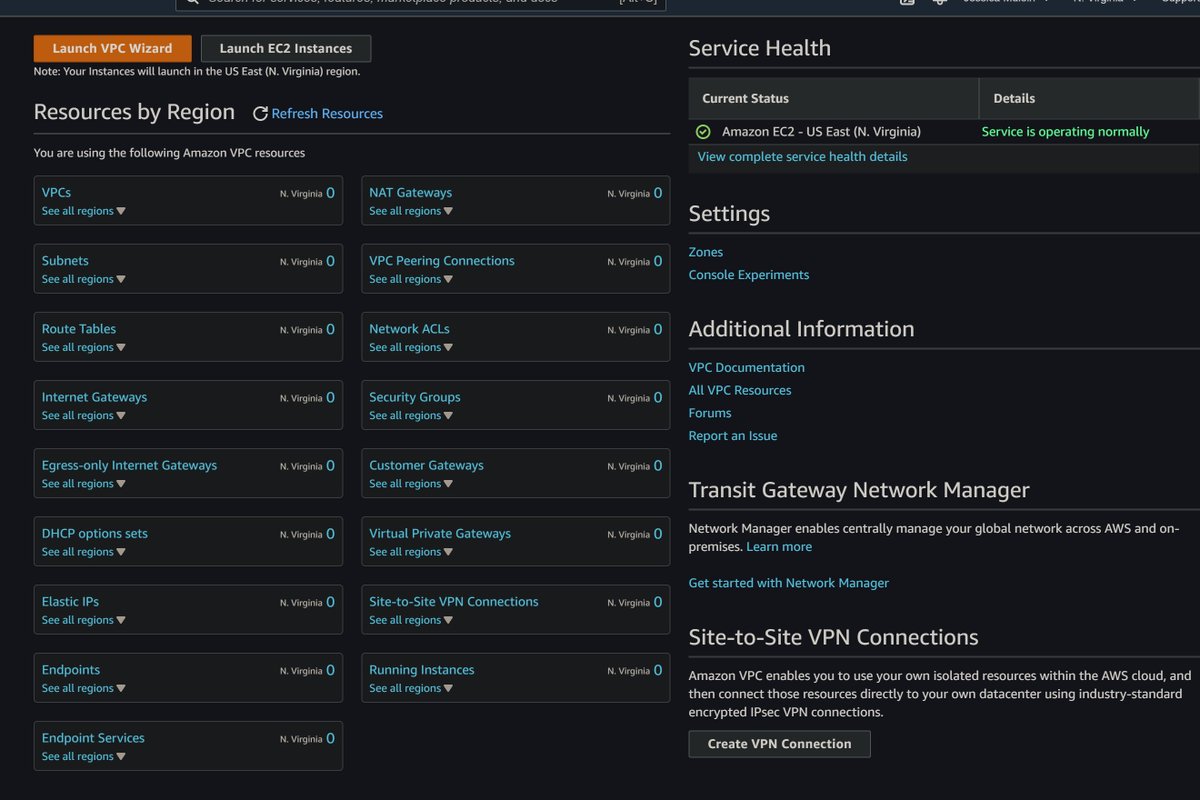 Launch VPC Wizard
Launch EC2 Instances
Note: Your Instances will launch in the US East (N. Virginia) region.
Resources by Region
Refresh Resources
You are using the following Amazon VPC resources
VPCs N. Virginia 0
See all regions
NAT Gateways N. Virginia 0
See all regions
Subnets N. Virginia 0
See all regions
VPC Peering Connections N. Virginia 0
See all regions
Route Tables N. Virginia 0
See all regions
Network ACLs N. Virginia 0
See all regions
Internet Gateways N. Virginia 0
See all regions
Security Groups N. Virginia 0
See all regions
Egress-only Internet Gateways N. Virginia 0
See all regions
Customer Gateways N. Virginia 0
See all regions
DHCP options sets N. Virginia 0
See all regions
Virtual Private Gateways N. Virginia 0
See all regions
Elastic IPs N. Virginia 0
See all regions
Site-to-Site VPN Connections N. Virginia 0
See all regions
Endpoints N. Virginia 0
See all regions
Running Instances N. Virginia 0
See all regions
Endpoint Services N. Virginia 0
See all regions
Service Health
Current Status Details
Amazon EC2 - US East (N. Virginia) Service is operating normally
View complete service health details
Settings
Zones
Console Experiments
Additional Information
VPC Documentation
All VPC Resources
Forums
Report an Issue
Transit Gateway Network Manager
Network Manager enables centrally manage your global network across AWS and on-
premises. Learn more
Get started with Network Manager
Site-to-Site VPN Connections
Amazon VPC enables you to use your own isolated resources within the AWS cloud, and
then connect those resources directly to your own datacenter using industry-standard
encrypted IPsec VPN connections.
Create VPN Connection